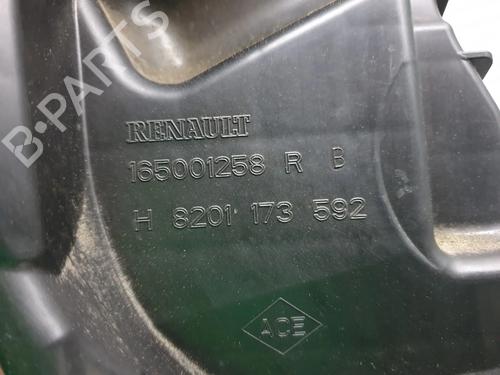 B-PARTS
RENAULT
165001258 R B
H 8201 173 592
ACE